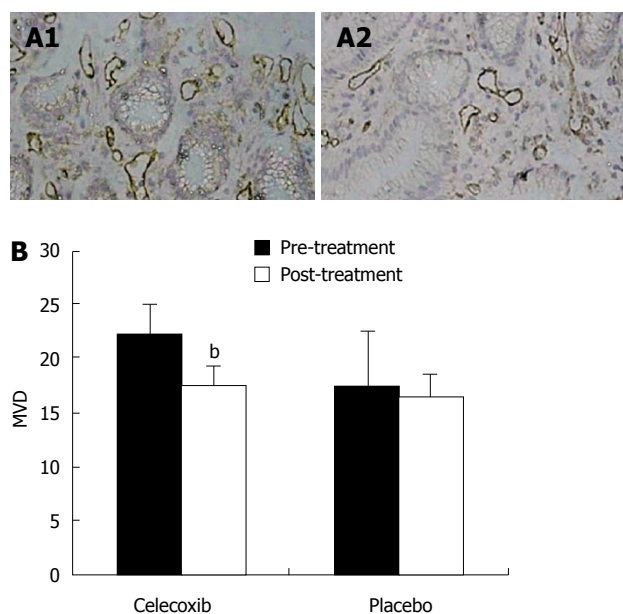 A1
A2
B
30
25
20
15
10
5
0
MVD
Pre-treatment
Post-treatment
b
Celecoxib
Placebo